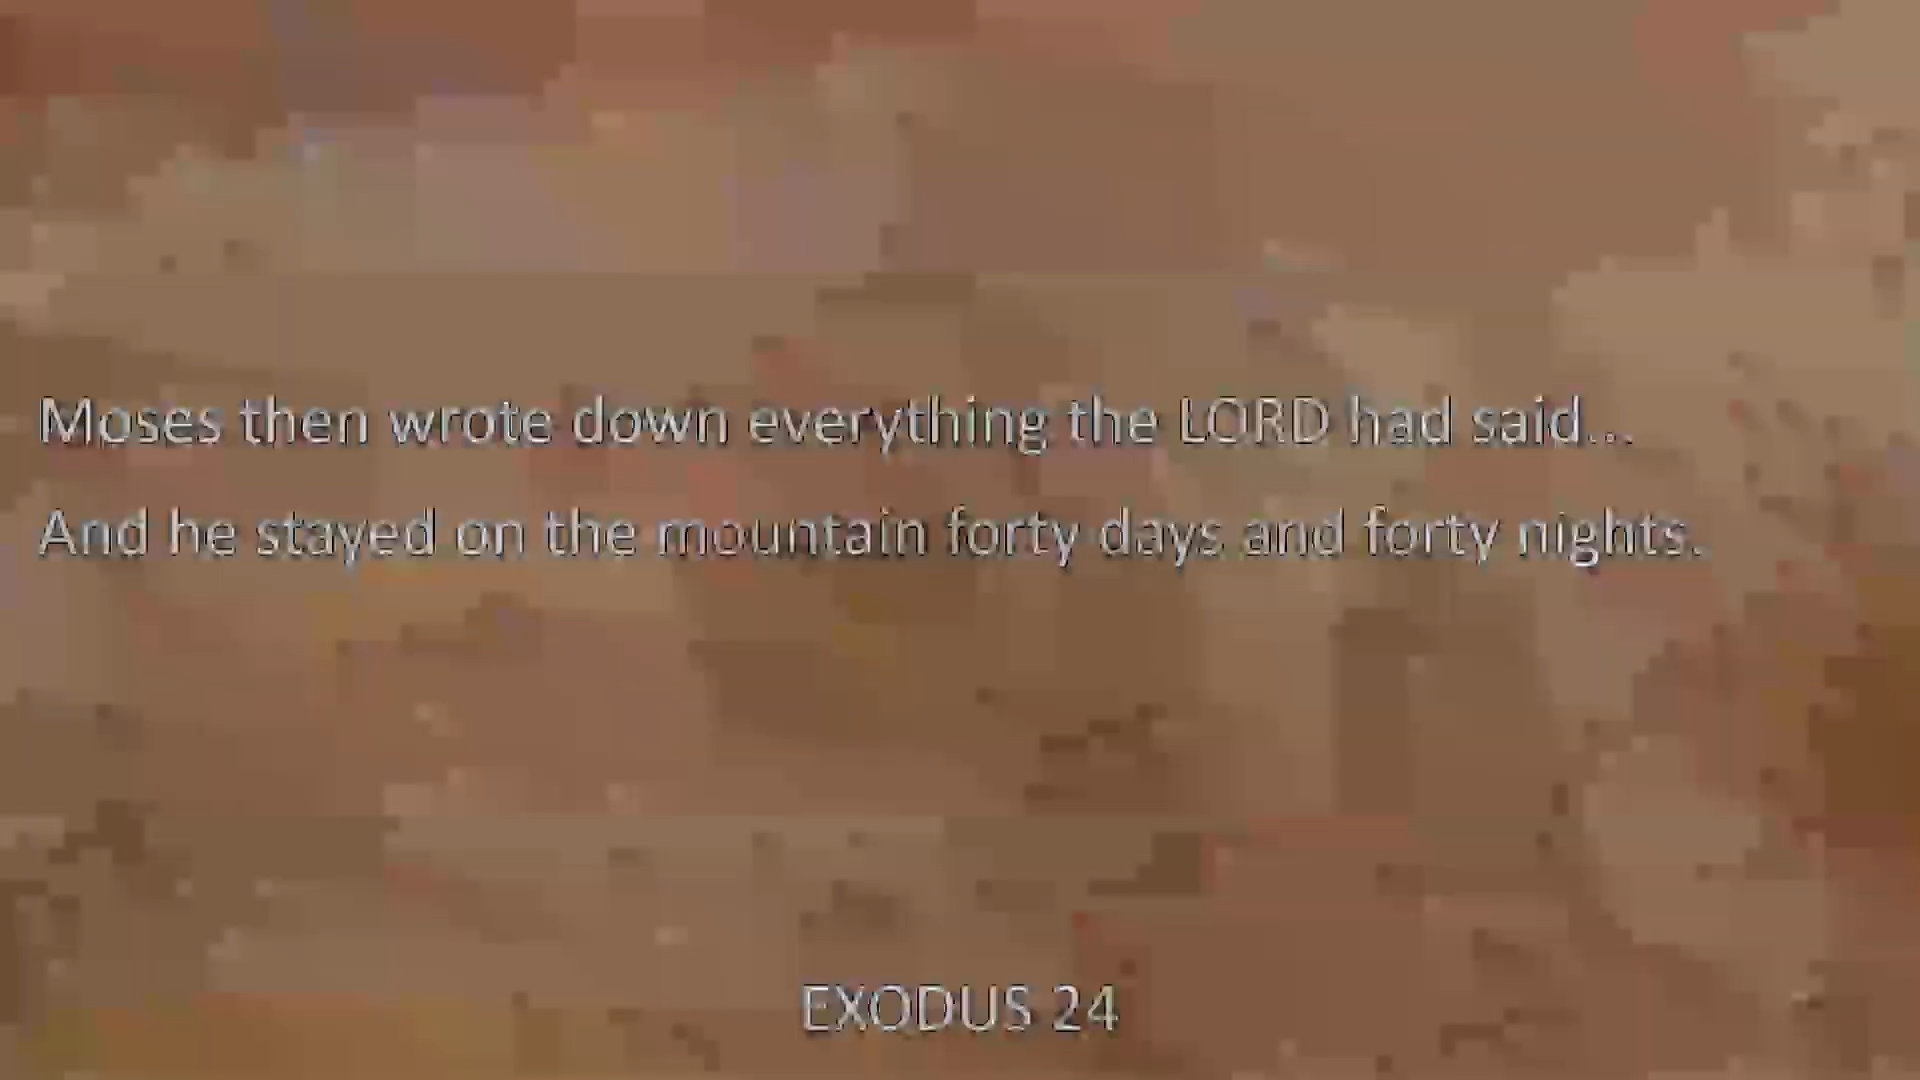 Moses then wrote down everything the LORD had said...
And he stayed on the mountain forty days and forty nights.
EXODUS 24